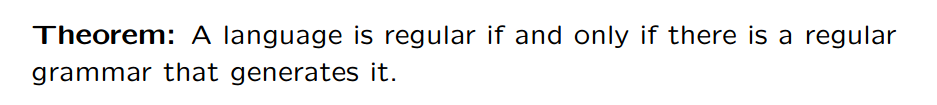 Theorem: A language is regular if and only if there is a regular
grammar that generates it.